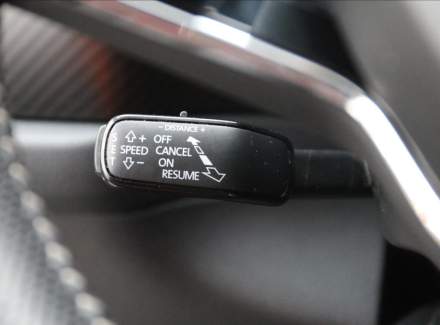 - DISTANCE +
S + OFF
E SPEED CANCEL
T - ON
RESUME